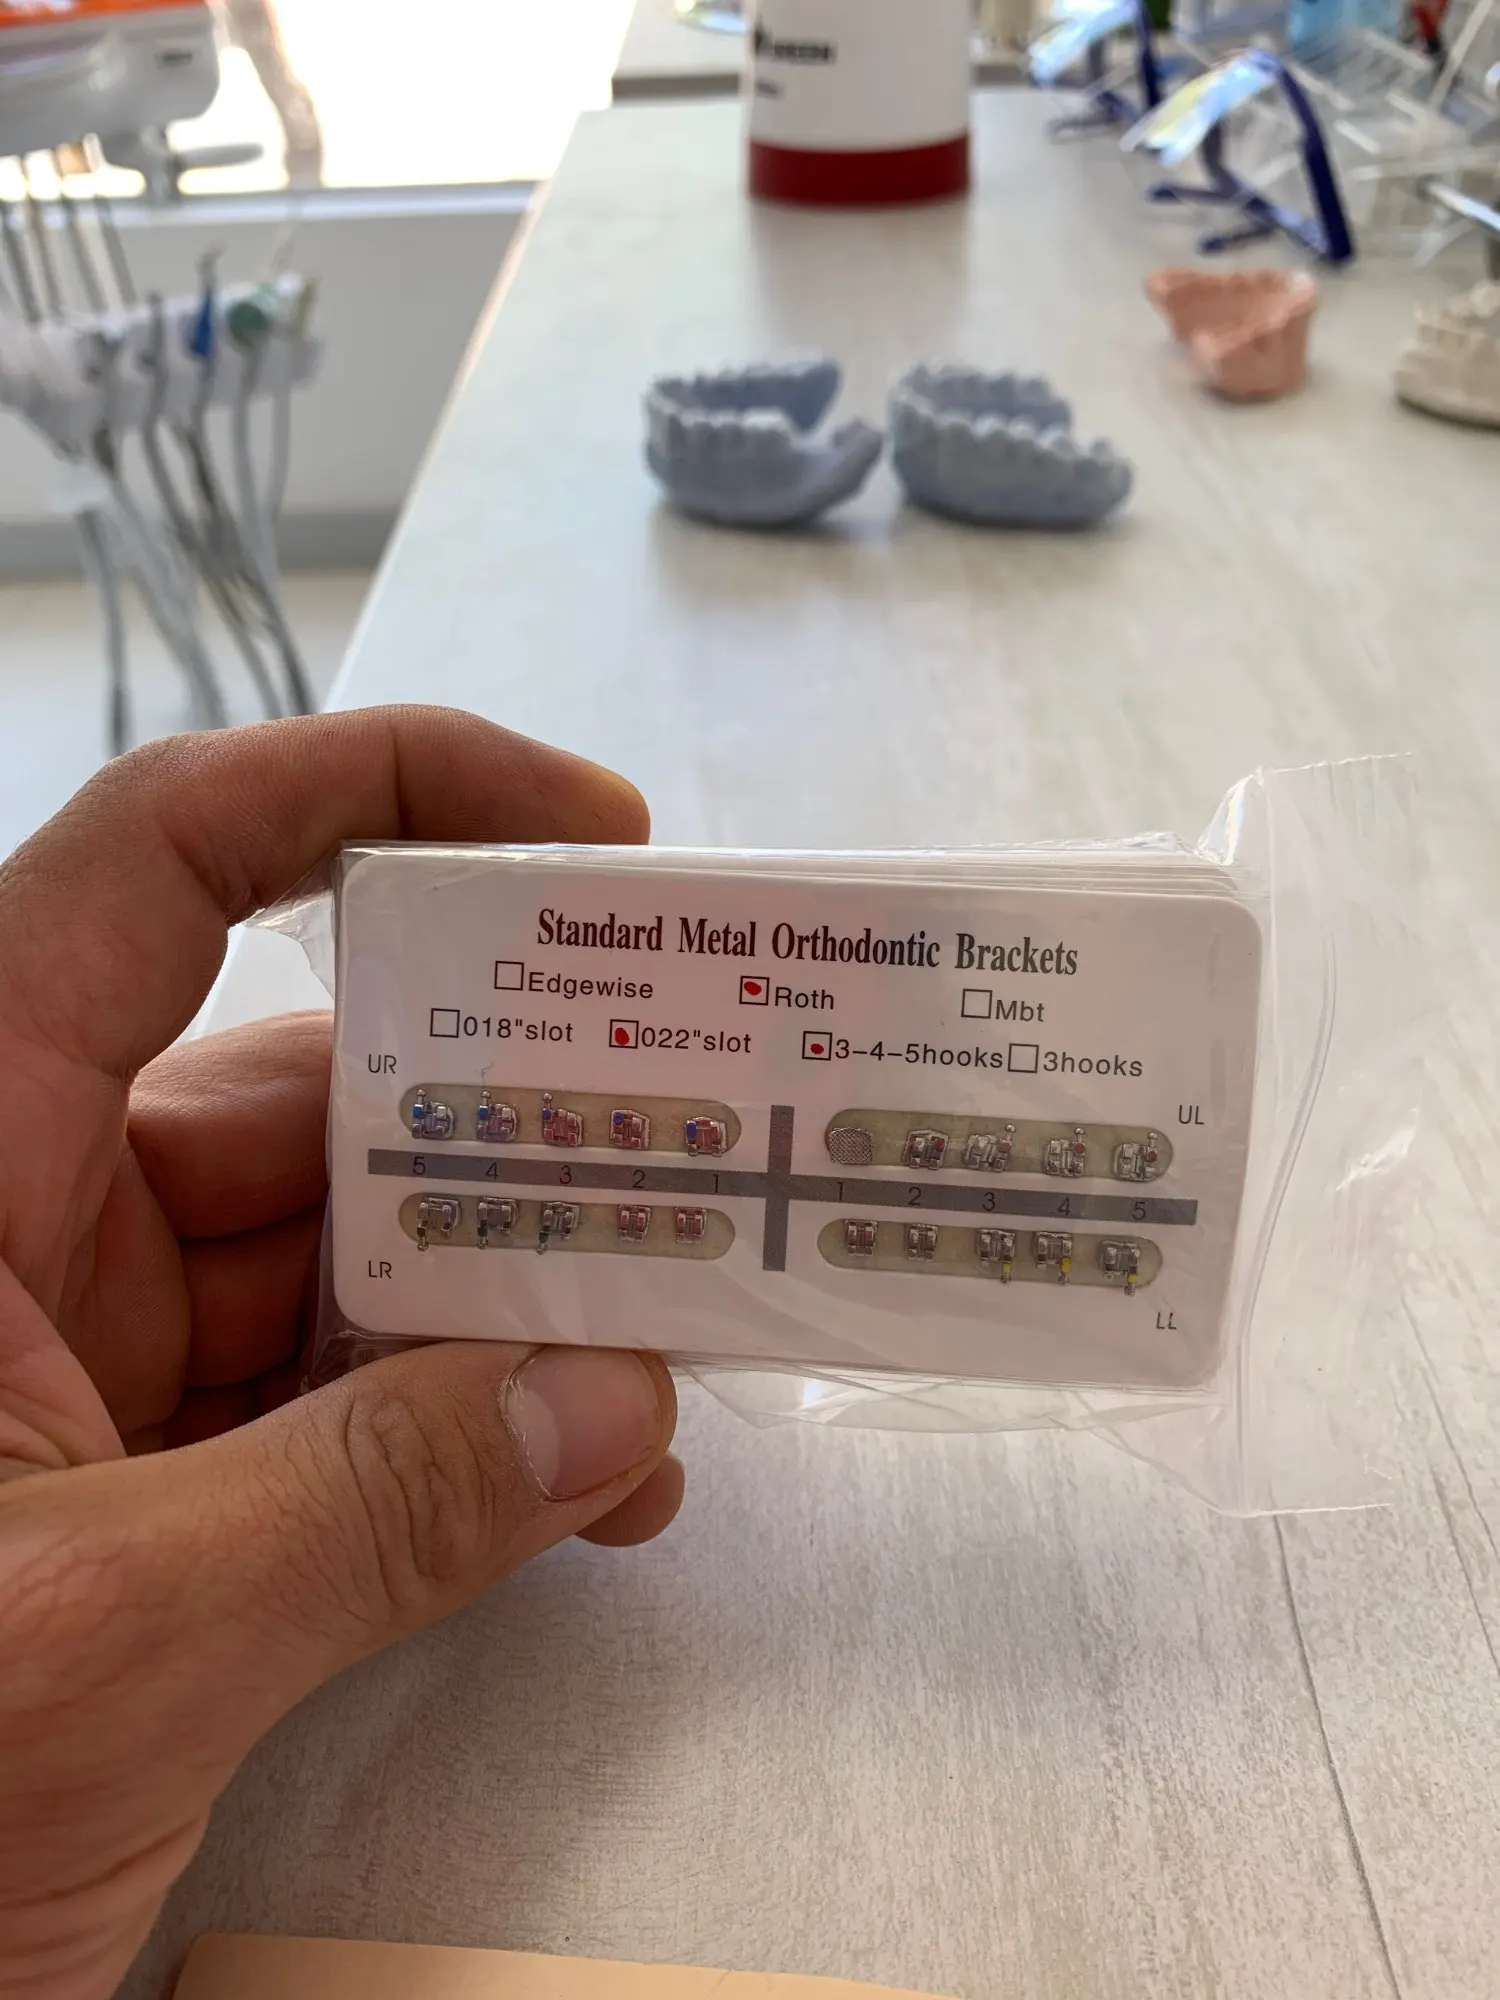 Standard Metal Orthodontic Brackets
Edgewise Roth Mbt
018"slot 022"slot 3-4-5hooks 3hooks
UR UL
5 4 3 2 1 1 2 3 4 5
LR LL